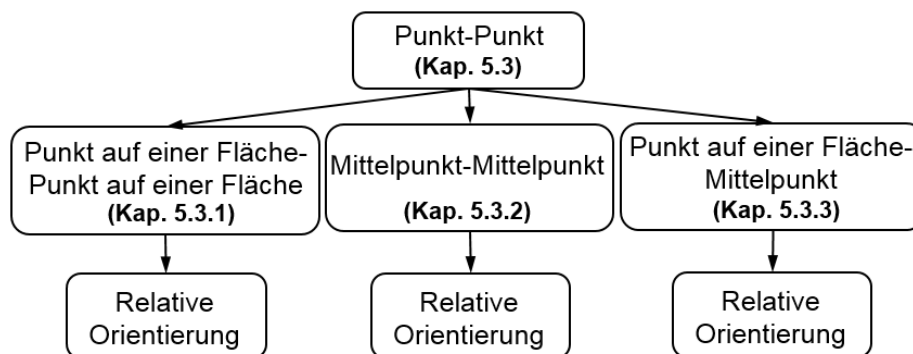 Punkt-Punkt
(Kap. 5.3)
Punkt auf einer Fläche-
Punkt auf einer Fläche
(Kap. 5.3.1)
Mittelpunkt-Mittelpunkt
(Kap. 5.3.2)
Punkt auf einer Fläche-
Mittelpunkt
(Kap. 5.3.3)
Relative
Orientierung
Relative
Orientierung
Relative
Orientierung